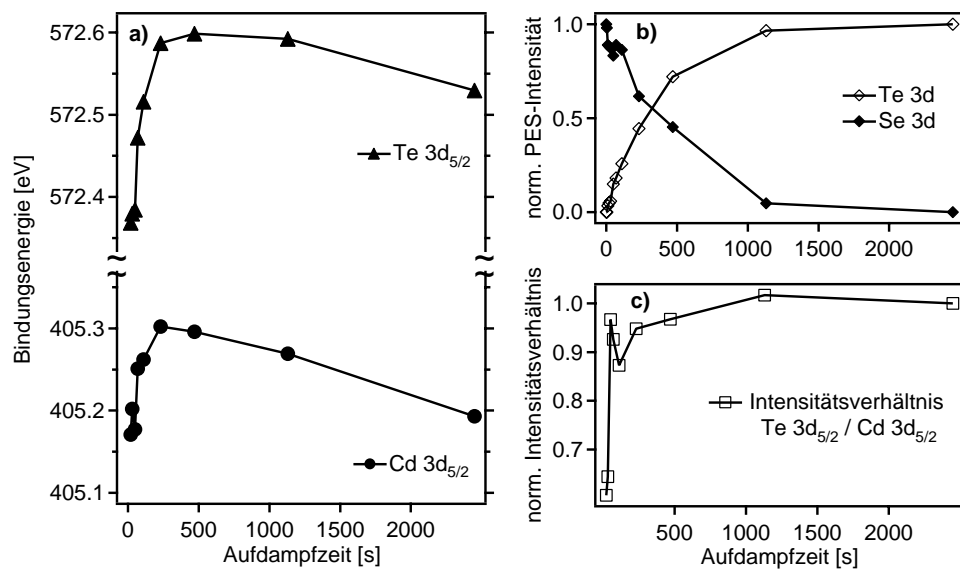 a)
572.6
572.5
572.4
405.3
405.2
405.1
Bindungsenergie [eV]
Te 3d5/2
Cd 3d5/2
0
500
1000
1500
2000
Aufdampfzeit [s]
b)
1.0
0.5
0.0
norm. PES-Intensität
Te 3d
Se 3d
0
500
1000
1500
2000
c)
1.0
0.9
0.8
0.7
norm. Intensitätsverhältnis
Intensitätsverhältnis
Te 3d5/2 / Cd 3d5/2
0
500
1000
1500
2000
Aufdampfzeit [s]